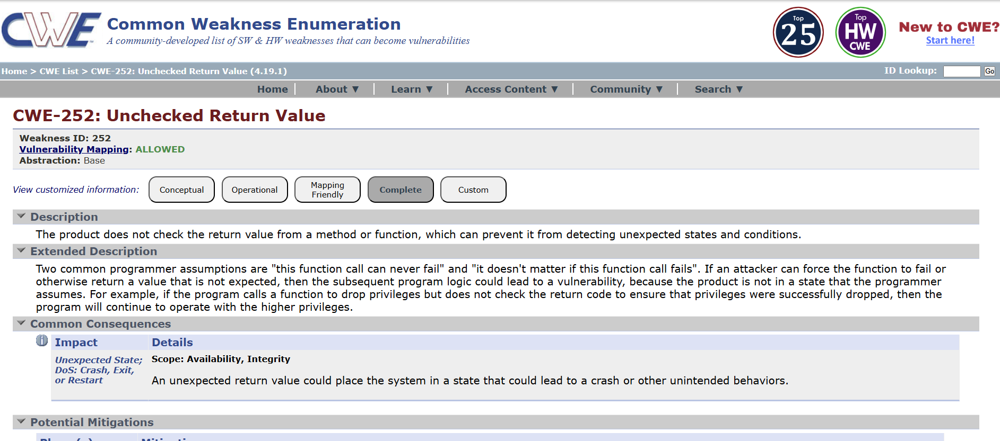 CWE
Common Weakness Enumeration
A community-developed list of SW & HW weaknesses that can become vulnerabilities
Top
25
Top
HW
CWE
New to CWE?
Start here!
Home > CWE List > CWE-252: Unchecked Return Value (4.19.1)
ID Lookup:
Go
Home
About ▼
Learn ▼
Access Content ▼
Community ▼
Search ▼
CWE-252: Unchecked Return Value
Weakness ID: 252
Vulnerability Mapping: ALLOWED
Abstraction: Base
View customized information:
Conceptual
Operational
Mapping
Friendly
Complete
Custom
Description
The product does not check the return value from a method or function, which can prevent it from detecting unexpected states and conditions.
Extended Description
Two common programmer assumptions are "this function call can never fail" and "it doesn't matter if this function call fails". If an attacker can force the function to fail or
otherwise return a value that is not expected, then the subsequent program logic could lead to a vulnerability, because the product is not in a state that the programmer
assumes. For example, if the program calls a function to drop privileges but does not check the return code to ensure that privileges were successfully dropped, then the
program will continue to operate with the higher privileges.
Common Consequences
Impact
Details
Unexpected State;
DoS: Crash, Exit,
or Restart
Scope: Availability, Integrity
An unexpected return value could place the system in a state that could lead to a crash or other unintended behaviors.
Potential Mitigations